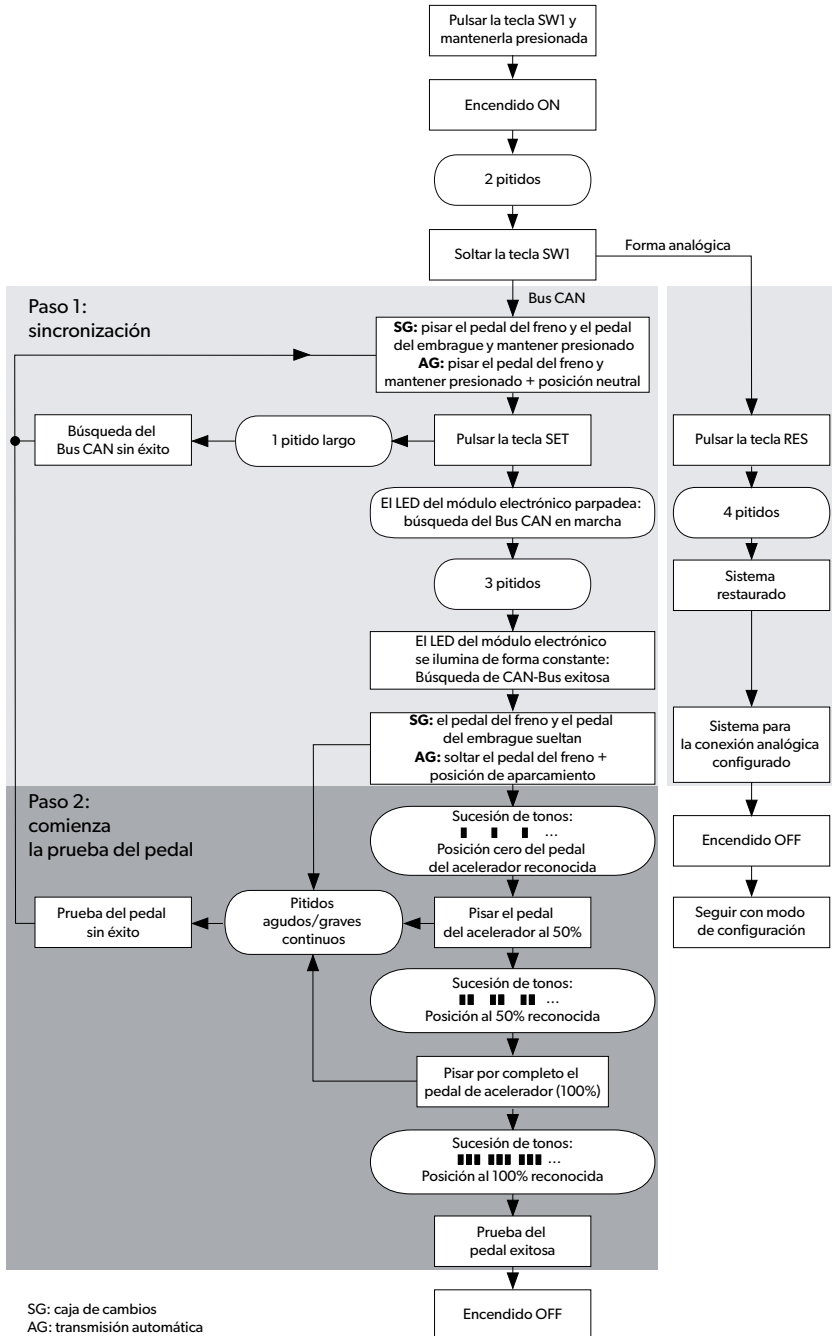 Pulsar la tecla SW1 y
mantenerla presionada
Encendido ON
2 pitidos
Soltar la tecla SW1
Forma analógica
Bus CAN
Paso 1:
sincronización
SG: pisar el pedal del freno y el pedal
del embrague y mantener presionado
AG: pisar el pedal del freno y
mantener presionado + posición neutral
Búsqueda del
Bus CAN sin éxito
1 pitido largo
Pulsar la tecla SET
Pulsar la tecla RES
El LED del módulo electrónico parpadea:
búsqueda del Bus CAN en marcha
4 pitidos
3 pitidos
Sistema
restaurado
El LED del módulo electrónico
se ilumina de forma constante:
Búsqueda de CAN-Bus exitosa
SG: el pedal del freno y el pedal
del embrague sueltan
AG: soltar el pedal del freno +
posición de aparcamiento
Sistema para
la conexión analógica
configurado
Paso 2:
comienza
la prueba del pedal
Sucesión de tonos:
...
Posición cero del pedal
del acelerador reconocida
Encendido OFF
Prueba del pedal
sin éxito
Pitidos
agudos/graves
continuos
Pisar el pedal
del acelerador al 50%
Seguir con modo
de configuración
Sucesión de tonos:
...
Posición al 50% reconocida
Pisar por completo el
pedal de acelerador (100%)
Sucesión de tonos:
...
Posición al 100% reconocida
Prueba del
pedal exitosa
Encendido OFF
SG: caja de cambios
AG: transmisión automática